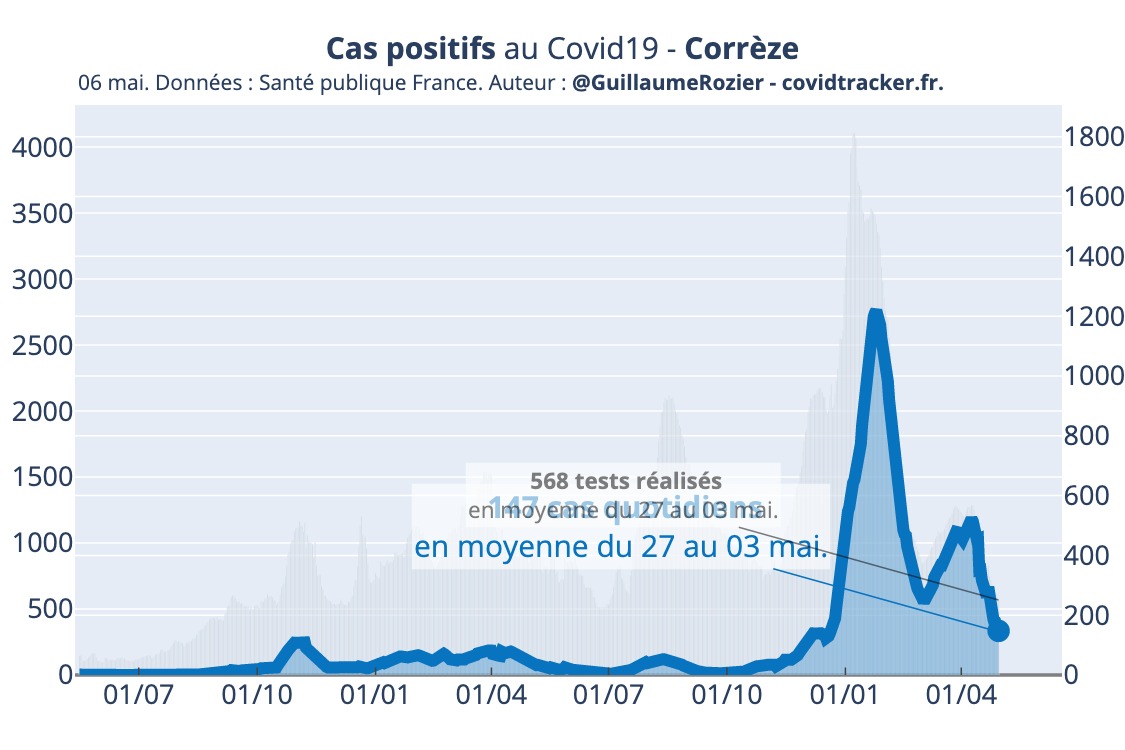 Cas positifs au Covid19 - Corrèze
06 mai. Données : Santé publique France. Auteur : @GuillaumeRozier - covidtracker.fr.
4000
3500
3000
2500
2000
1500
1000
500
0
1800
1600
1400
1200
1000
800
600
400
200
0
568 tests réalisés
en moyenne du 27 au 03 mai.
147 cas quotidiens
en moyenne du 27 au 03 mai.
01/07 01/10 01/01 01/04 01/07 01/10 01/01 01/04